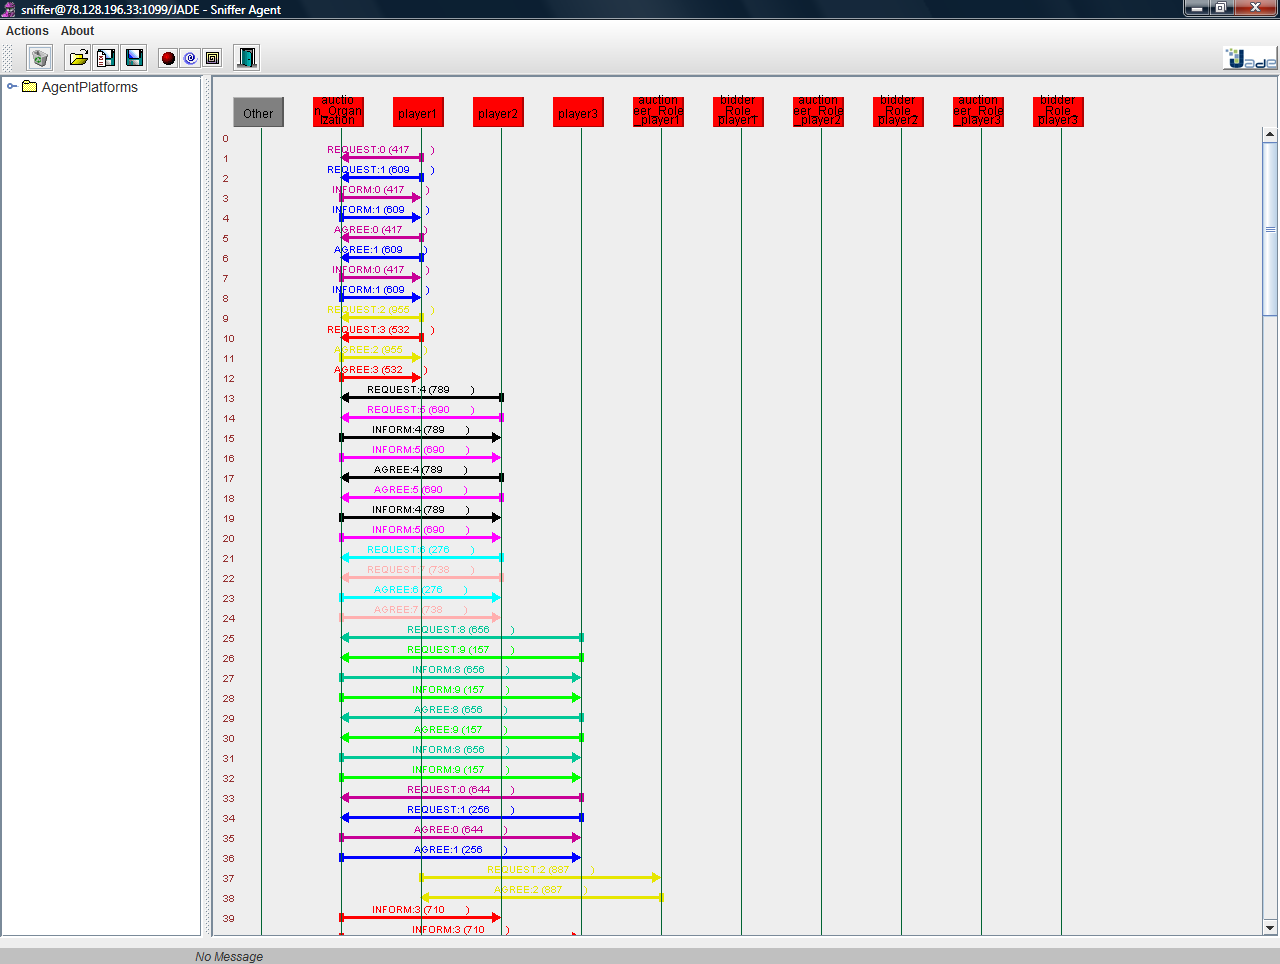 sniffer@78.128.196.33:1099/JADE - Sniffer Agent
Actions About
Jade
AgentPlatforms
Other
auctio
n_Organi
zation
player1
player2
player3
auction
eer_Role
player1
bidder
Role_
player1
auction
eer_Role
player2
bidder
Role_
player2
auction
eer_Role
player3
bidder
Role_
player3
0
REQUEST:0 (417 )
1
REQUEST:1 (609 )
2
INFORM:0 (417 )
3
INFORM:1 (609 )
4
AGREE:0 (417 )
5
AGREE:1 (609 )
6
INFORM:0 (417 )
7
INFORM:1 (609 )
8
REQUEST:2 (955 )
9
REQUEST:3 (532 )
10
AGREE:2 (955 )
11
AGREE:3 (532 )
12
REQUEST:4 (789 )
13
REQUEST:5 (690 )
14
INFORM:4 (789 )
15
INFORM:5 (690 )
16
AGREE:4 (789 )
17
AGREE:5 (690 )
18
INFORM:4 (789 )
19
INFORM:5 (690 )
20
REQUEST:6 (276 )
21
REQUEST:7 (738 )
22
AGREE:6 (276 )
23
AGREE:7 (738 )
24
REQUEST:8 (656 )
25
REQUEST:9 (157 )
26
INFORM:8 (656 )
27
INFORM:9 (157 )
28
AGREE:8 (656 )
29
AGREE:9 (157 )
30
INFORM:8 (656 )
31
INFORM:9 (157 )
32
REQUEST:0 (644 )
33
REQUEST:1 (256 )
34
AGREE:0 (644 )
35
AGREE:1 (256 )
36
REQUEST:2 (887 )
37
AGREE:2 (887 )
38
INFORM:3 (710 )
39
INFORM:3 (710 )
No Message